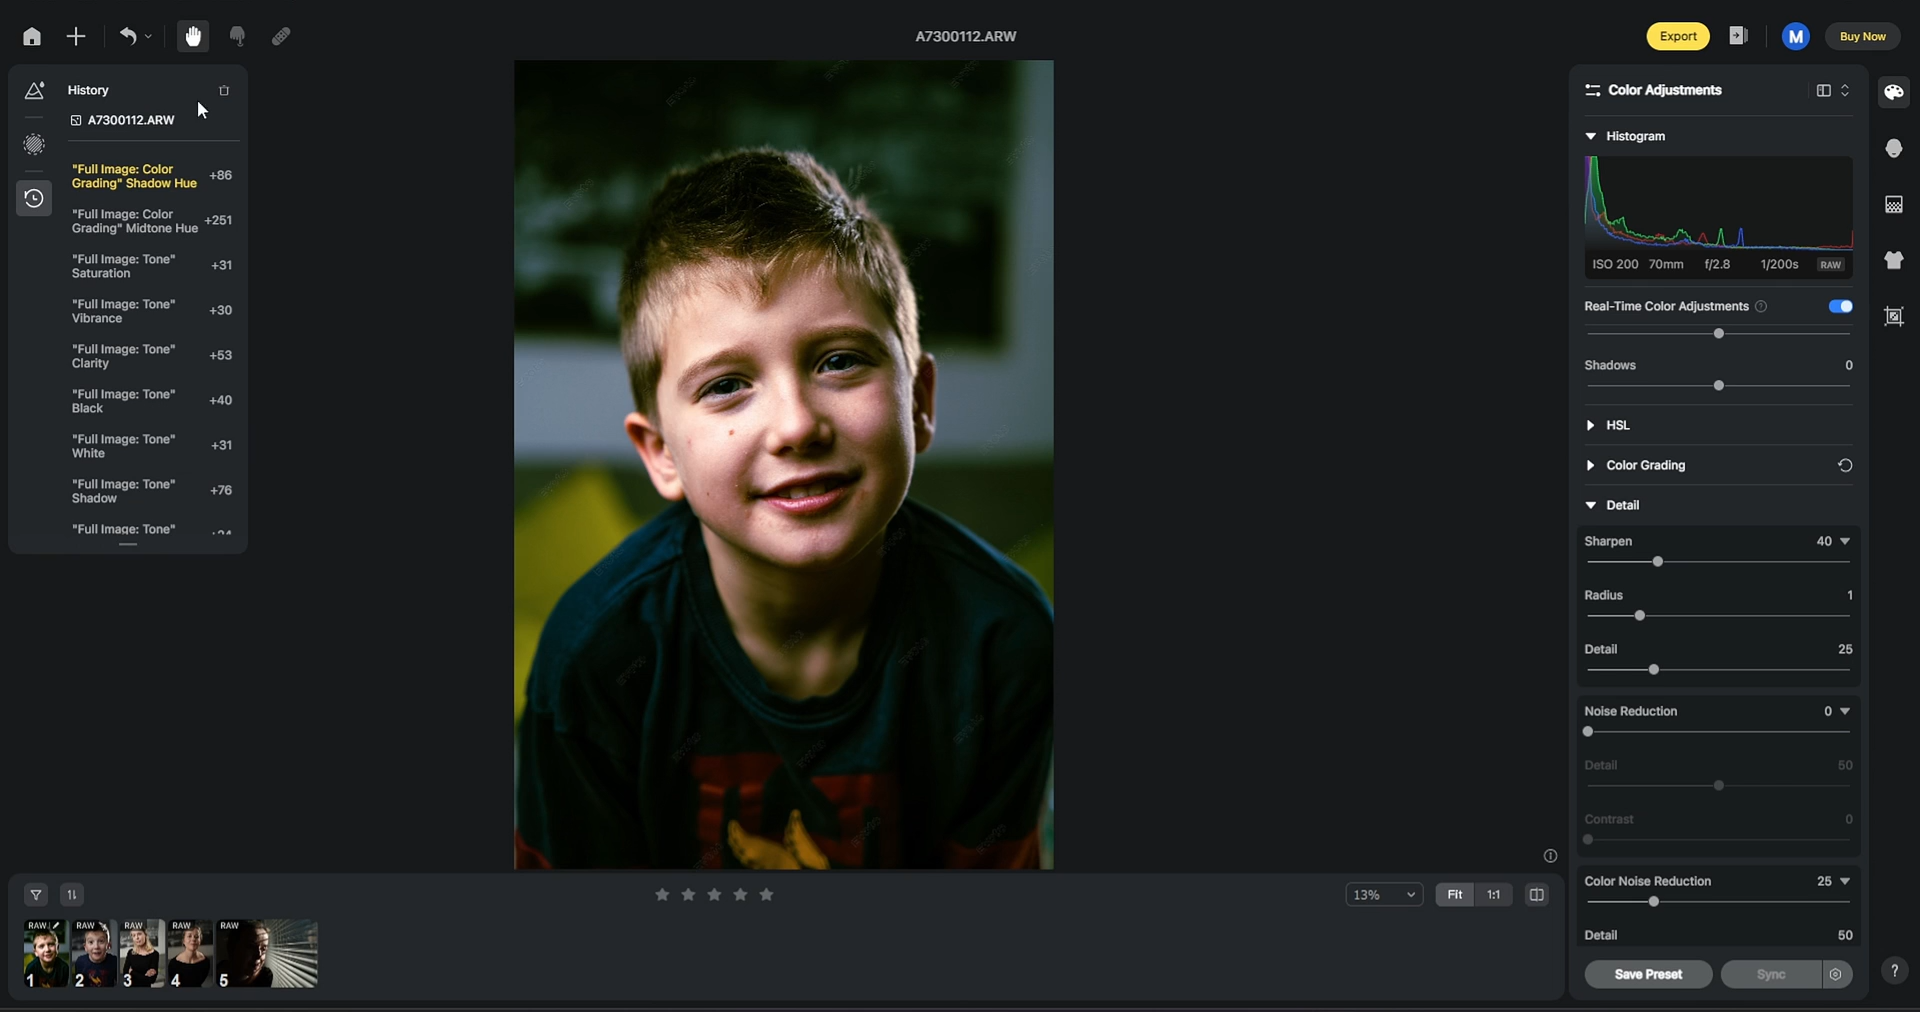 A7300112.ARW
Export
M
Buy Now
History
A7300112.ARW
"Full Image: Color
Grading" Shadow Hue
+86
"Full Image: Color
Grading" Midtone Hue
+251
"Full Image: Tone"
Saturation
+31
"Full Image: Tone"
Vibrance
+30
"Full Image: Tone"
Clarity
+53
"Full Image: Tone"
Black
+40
"Full Image: Tone"
White
+31
"Full Image: Tone"
Shadow
+76
"Full Image: Tone"
Color Adjustments
Histogram
ISO 200 70mm f/2.8 1/200s RAW
Real-Time Color Adjustments ?
Shadows 0
HSL
Color Grading
Detail
Sharpen 40
Radius 1
Detail 25
Noise Reduction 0
Detail 50
Contrast 0
Color Noise Reduction 25
Detail 50
Save Preset
Sync
?
13%
Fit
1:1
RAW
1
RAW
2
RAW
3
RAW
4
RAW
5